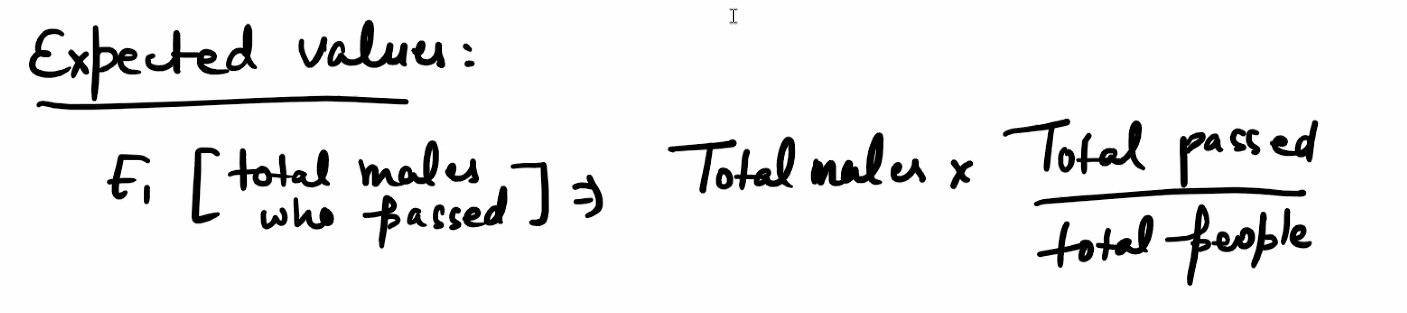 Expected values:
E₁ [total males who passed] ⇒ Total males × Total passed / total people